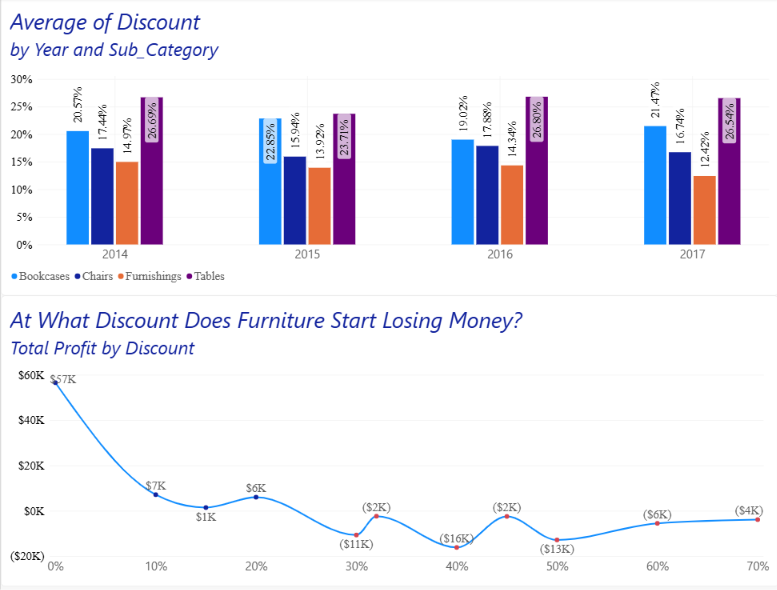 Average of Discount
by Year and Sub_Category
30%
25%
20%
15%
10%
5%
0%
20.57%
17.44%
14.97%
26.69%
22.85%
15.94%
13.92%
23.71%
19.02%
17.88%
14.34%
26.80%
21.47%
16.74%
12.42%
26.54%
2014 2015 2016 2017
Bookcases Chairs Furnishings Tables
At What Discount Does Furniture Start Losing Money?
Total Profit by Discount
$60K
$40K
$20K
$0K
($20K)
$57K
$7K
$1K
$6K
($11K)
($2K)
($16K)
($2K)
($13K)
($6K)
($4K)
0% 10% 20% 30% 40% 50% 60% 70%